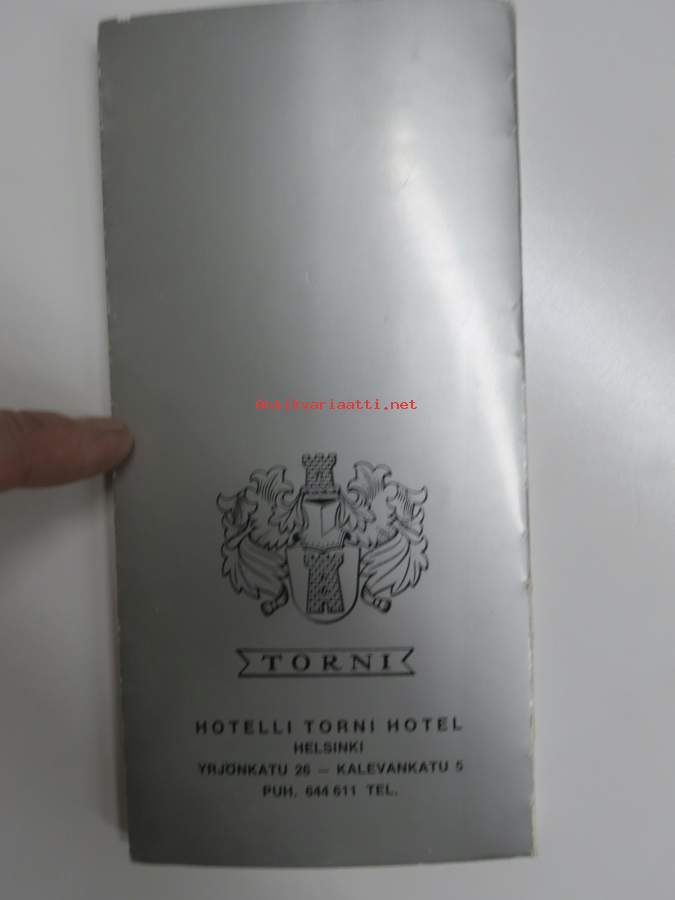 Antikvariaatti.net
TORNI
HOTELLI TORNI HOTEL
HELSINKI
YRJÖNKATU 26 — KALEVANKATU 5
PUH. 644 611 TEL.